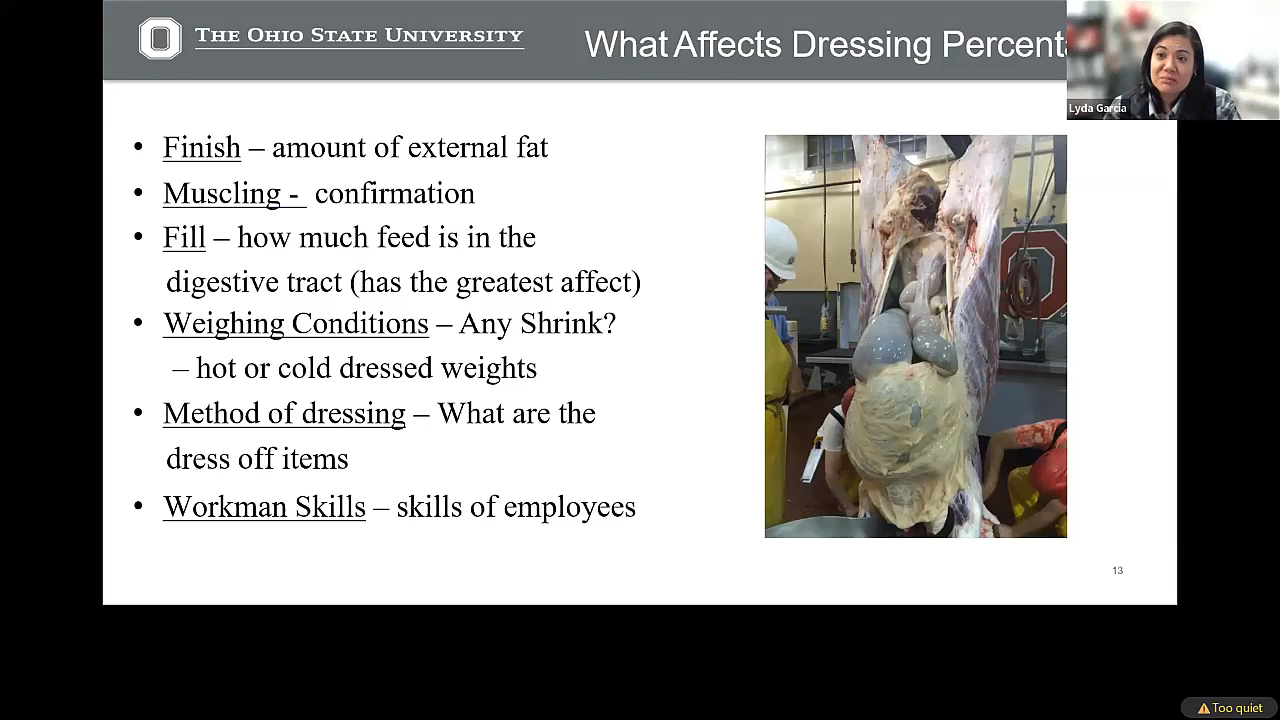 THE OHIO STATE UNIVERSITY
What Affects Dressing Percent
Lyda Garcia
• Finish – amount of external fat
• Muscling - confirmation
• Fill – how much feed is in the
digestive tract (has the greatest affect)
• Weighing Conditions – Any Shrink?
– hot or cold dressed weights
• Method of dressing – What are the
dress off items
• Workman Skills – skills of employees
13
Too quiet